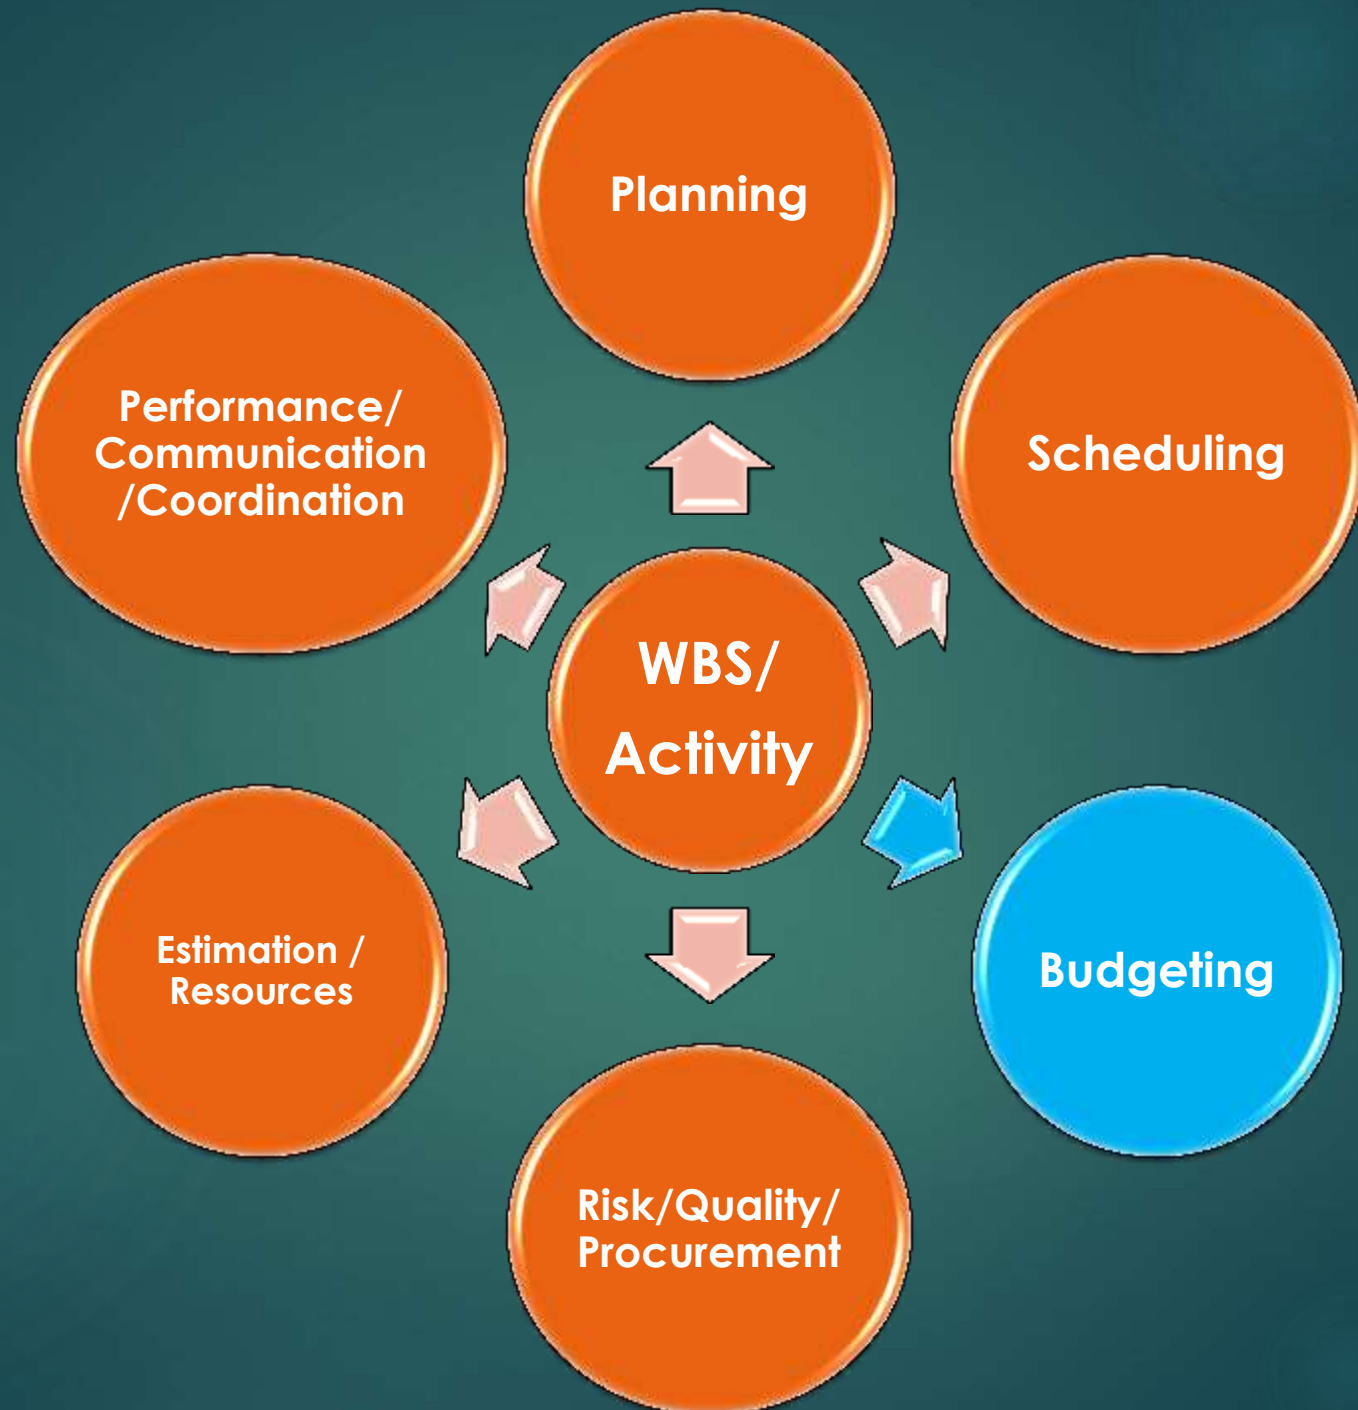 Planning
Performance/
Communication
/Coordination
Scheduling
WBS/
Activity
Estimation /
Resources
Budgeting
Risk/Quality/
Procurement